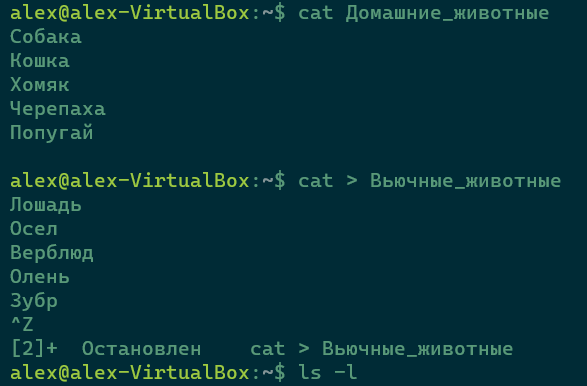 alex@alex-VirtualBox:~$ cat Домашние_животные
Собака
Кошка
Хомяк
Черепаха
Попугай

alex@alex-VirtualBox:~$ cat > Вьючные_животные
Лошадь
Осел
Верблюд
Олень
Зубр
^Z
[2]+  Остановлен    cat > Вьючные_животные
alex@alex-VirtualBox:~$ ls -l